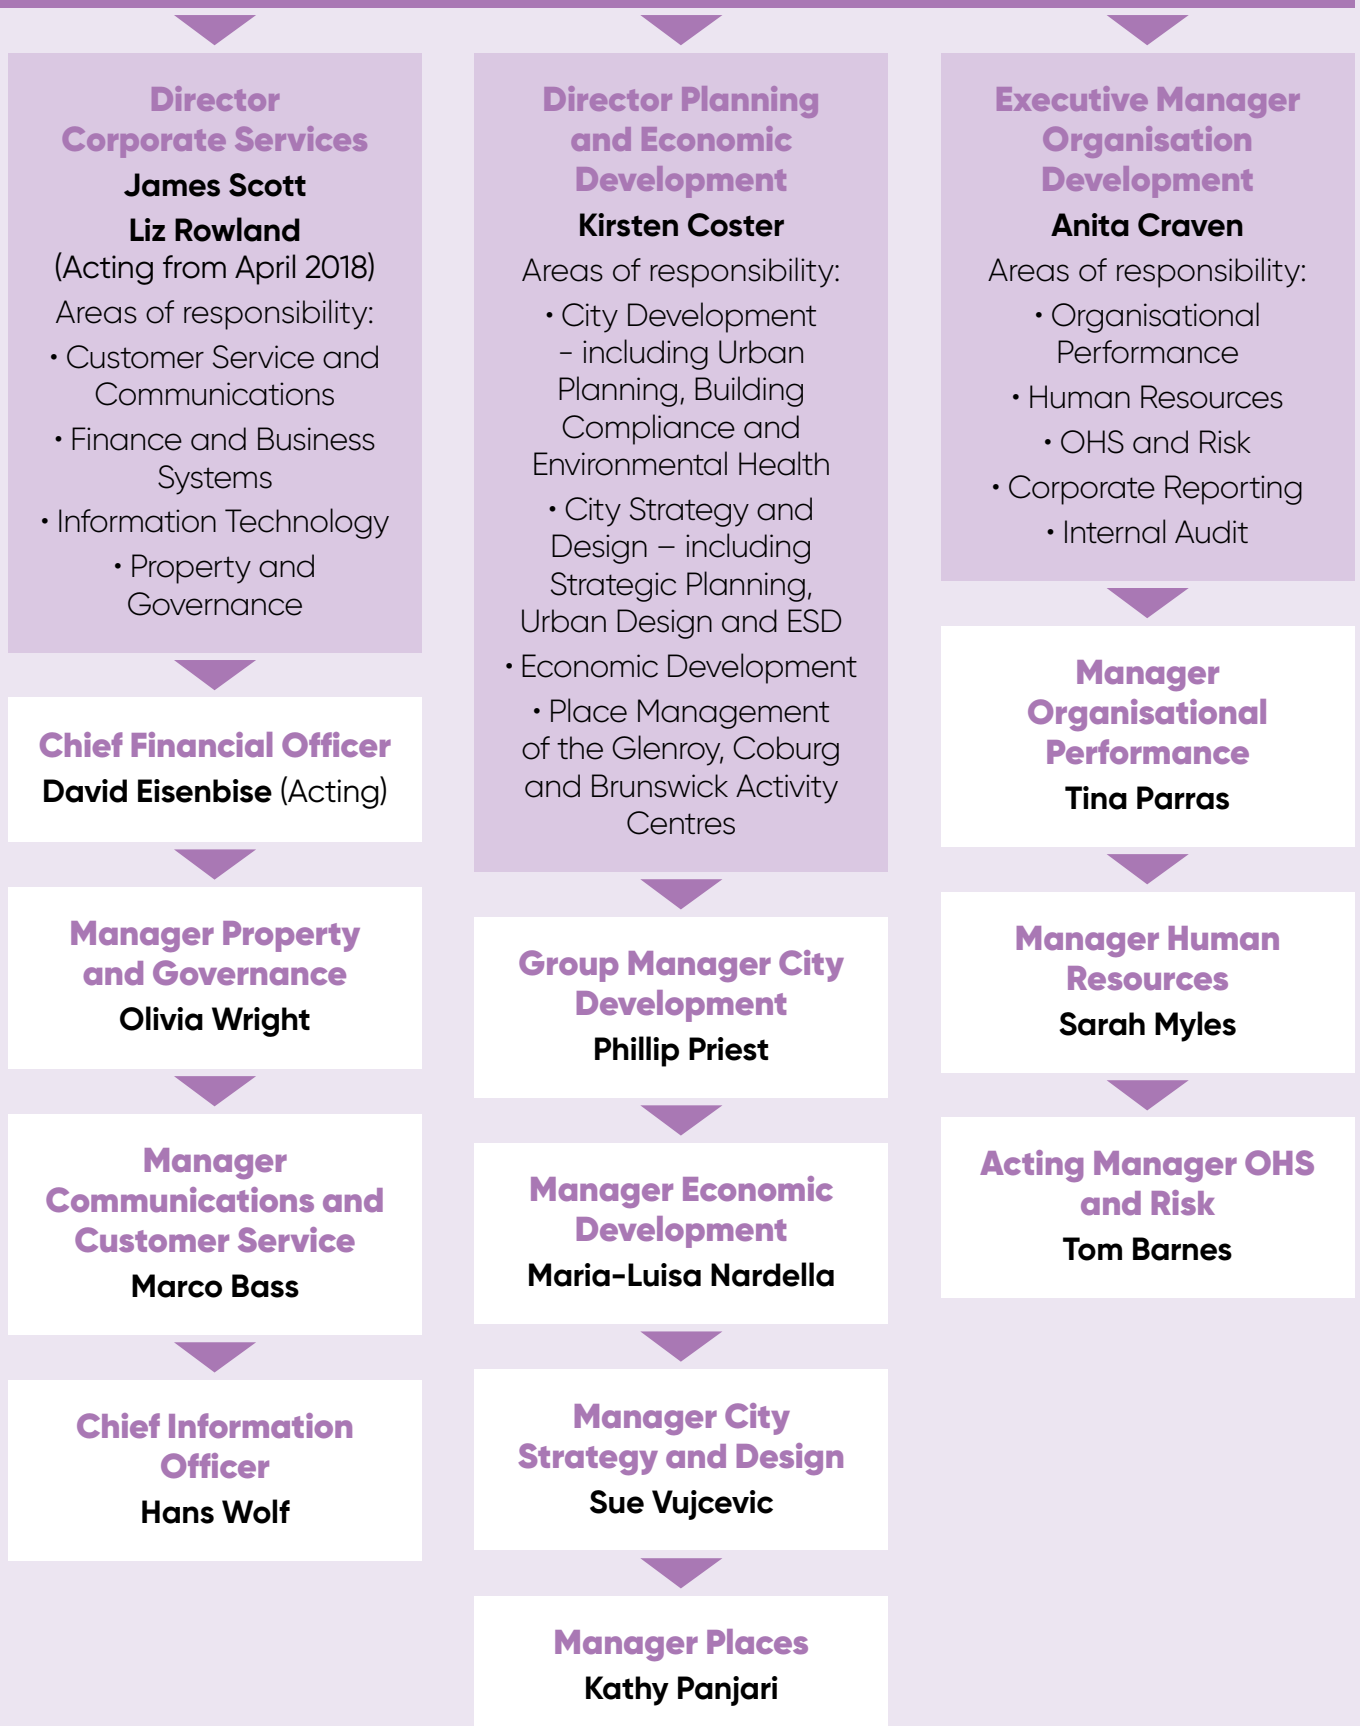 Director
Corporate Services
James Scott
Liz Rowland
(Acting from April 2018)
Areas of responsibility:
• Customer Service and
Communications
• Finance and Business
Systems
• Information Technology
• Property and
Governance
Chief Financial Officer
David Eisenbise (Acting)
Manager Property
and Governance
Olivia Wright
Manager
Communications and
Customer Service
Marco Bass
Chief Information
Officer
Hans Wolf
Director Planning
and Economic
Development
Kirsten Coster
Areas of responsibility:
• City Development
- including Urban
Planning, Building
Compliance and
Environmental Health
• City Strategy and
Design – including
Strategic Planning,
Urban Design and ESD
• Economic Development
• Place Management
of the Glenroy, Coburg
and Brunswick Activity
Centres
Group Manager City
Development
Phillip Priest
Manager Economic
Development
Maria-Luisa Nardella
Manager City
Strategy and Design
Sue Vujcevic
Manager Places
Kathy Panjari
Executive Manager
Organisation
Development
Anita Craven
Areas of responsibility:
• Organisational
Performance
• Human Resources
• OHS and Risk
• Corporate Reporting
• Internal Audit
Manager
Organisational
Performance
Tina Parras
Manager Human
Resources
Sarah Myles
Acting Manager OHS
and Risk
Tom Barnes